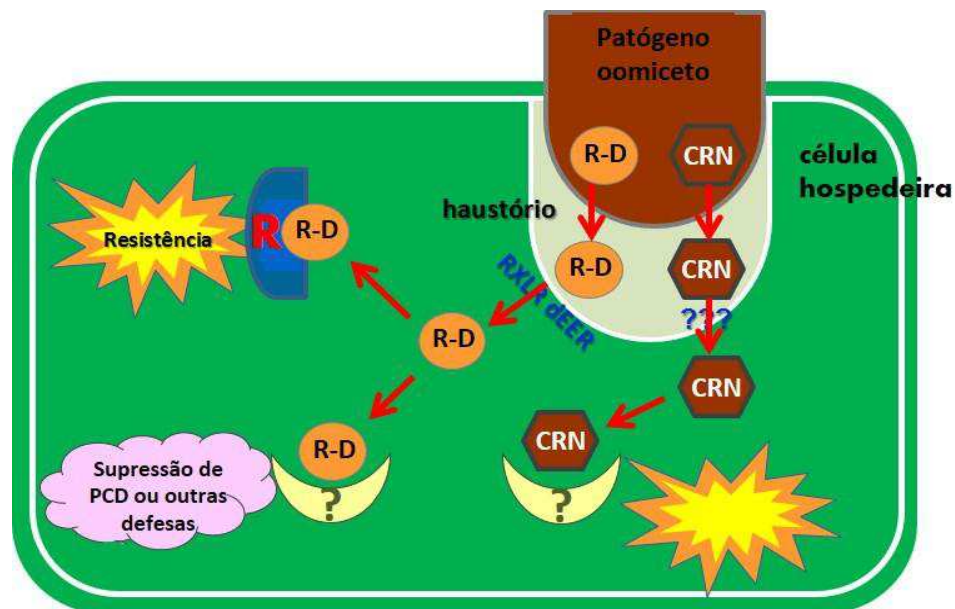 Patógeno
oomiceto
R-D
CRN
célula
hospedeira
haustório
R-D
CRN
RXLR dEER
???
Resistência
R
R-D
R-D
CRN
R-D
CRN
Supressão de
PCD ou outras
defesas
?
?